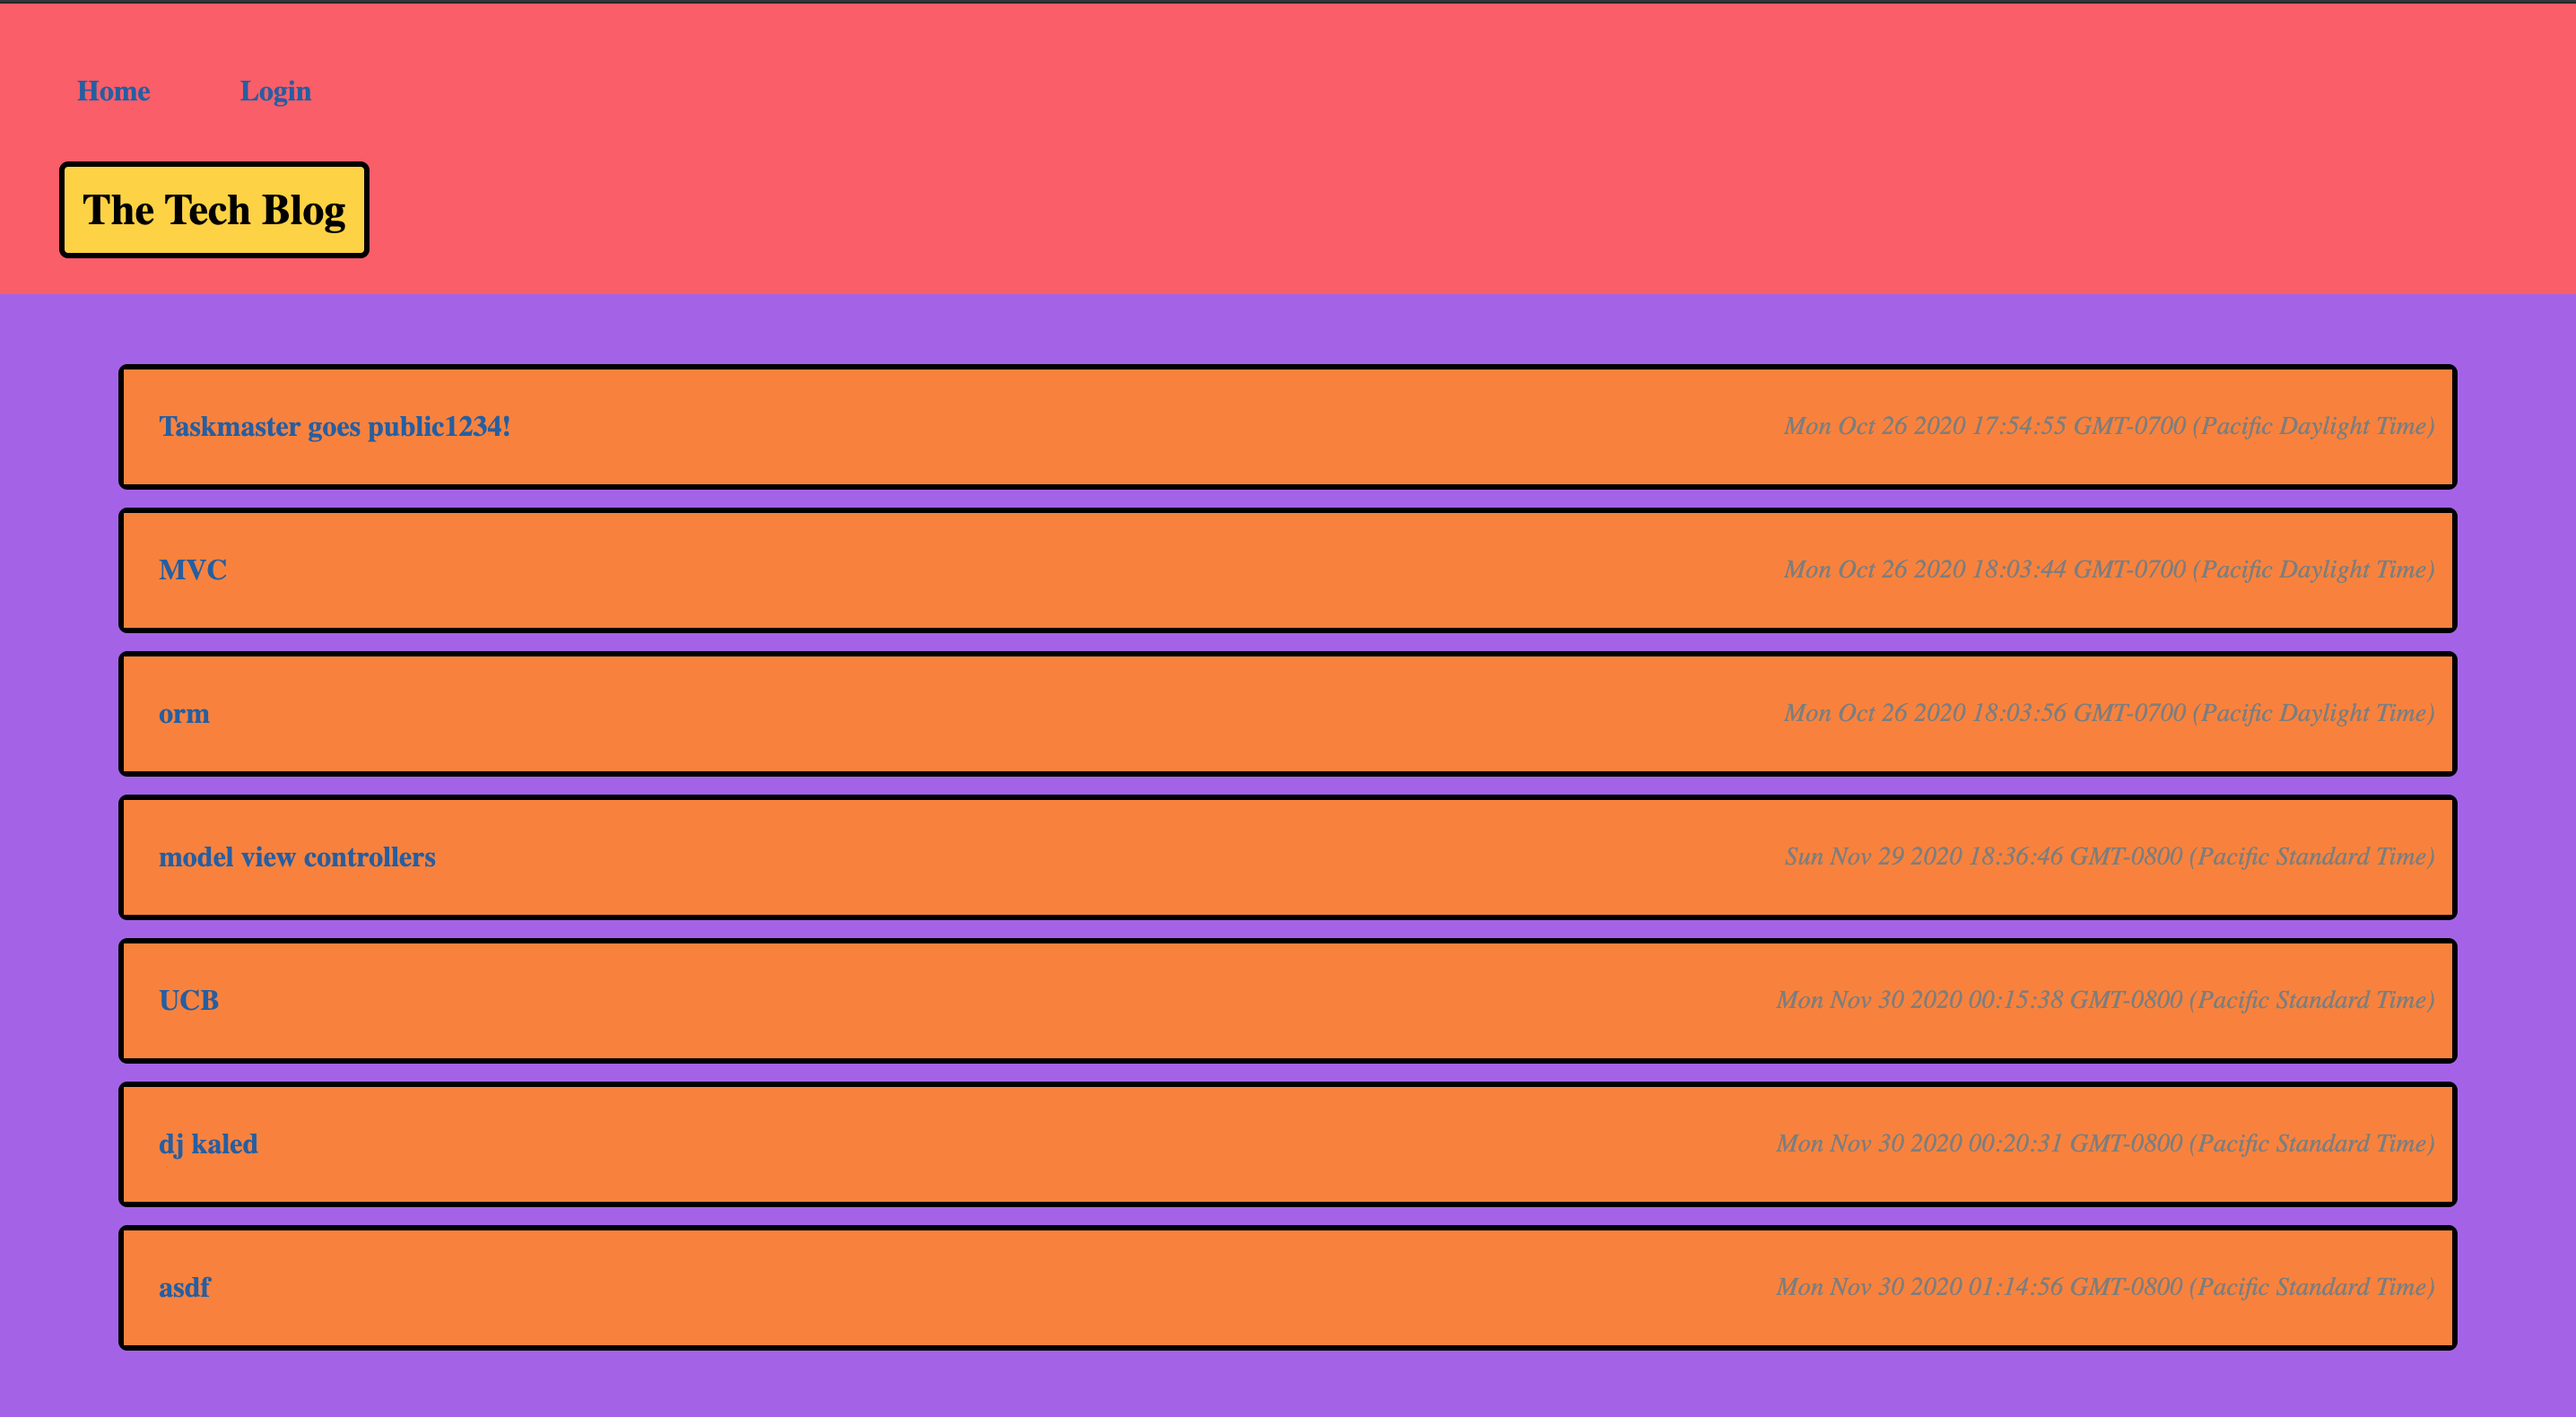 Home Login
The Tech Blog
Taskmaster goes public1234! Mon Oct 26 2020 17:54:55 GMT-0700 (Pacific Daylight Time)
MVC Mon Oct 26 2020 18:03:44 GMT-0700 (Pacific Daylight Time)
orm Mon Oct 26 2020 18:03:56 GMT-0700 (Pacific Daylight Time)
model view controllers Sun Nov 29 2020 18:36:46 GMT-0800 (Pacific Standard Time)
UCB Mon Nov 30 2020 00:15:38 GMT-0800 (Pacific Standard Time)
dj kaled Mon Nov 30 2020 00:20:31 GMT-0800 (Pacific Standard Time)
asdf Mon Nov 30 2020 01:14:56 GMT-0800 (Pacific Standard Time)